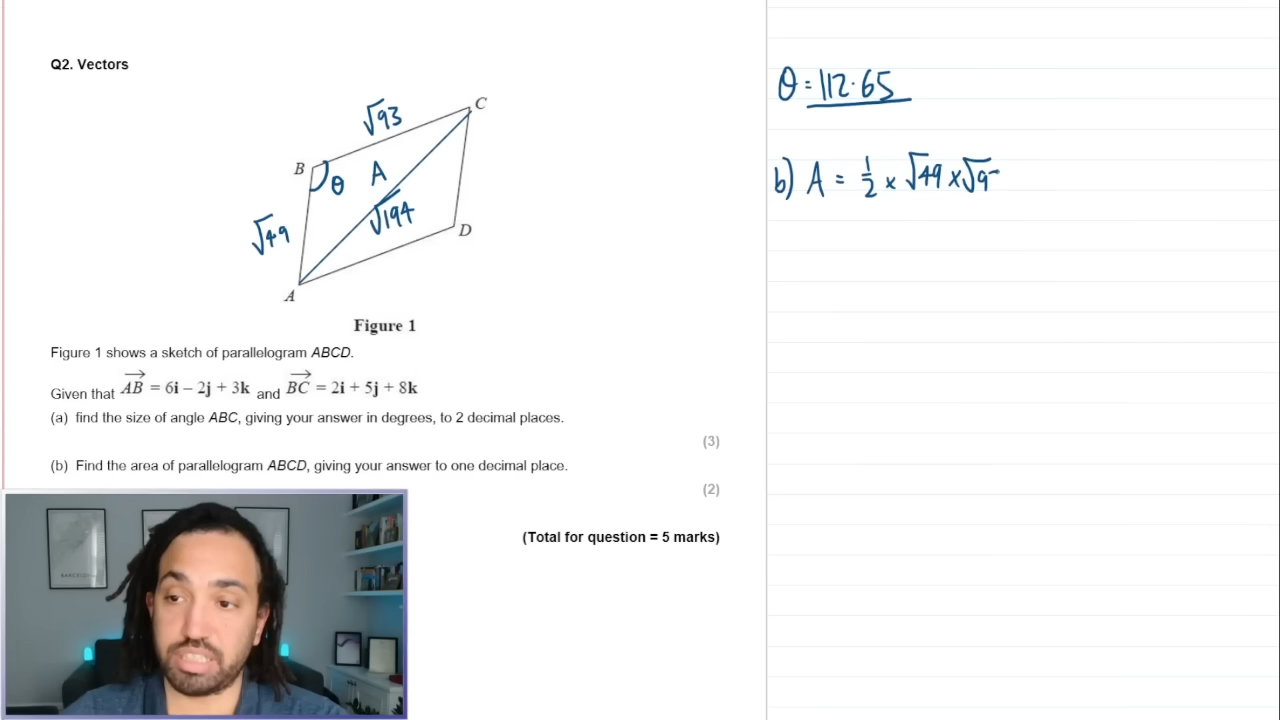 Q2. Vectors
√93
C
B
θ
A
√194
√49
D
A
Figure 1
Figure 1 shows a sketch of parallelogram ABCD.
Given that AB = 6i – 2j + 3k and BC = 2i + 5j + 8k
(a) find the size of angle ABC, giving your answer in degrees, to 2 decimal places.
(3)
(b) Find the area of parallelogram ABCD, giving your answer to one decimal place.
(2)
(Total for question = 5 marks)
θ = 112.65
b) A = 1/2 × √49 × √9